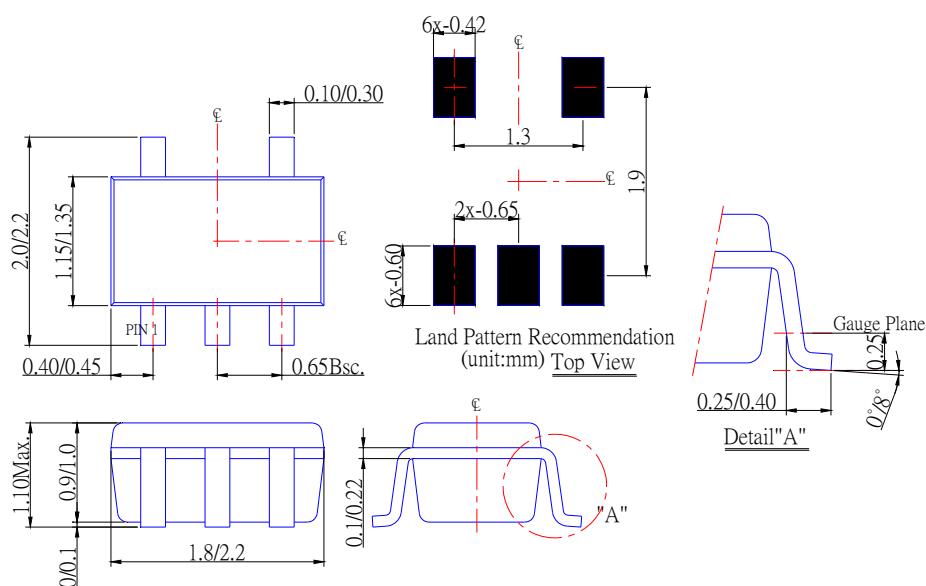 6x-0.42
℄
0.10/0.30
℄
1.3
1.9
℄
2.0/2.2
1.15/1.35
℄
2x-0.65
6x-0.60
PIN 1
0.40/0.45
0.65Bsc.
Land Pattern Recommendation
(unit:mm) Top View
Gauge Plane
0.25
0.25/0.40
0°/8°
Detail"A"
℄
1.10Max.
0.9/1.0
0.1/0.22
"A"
1.8/2.2
0/0.1